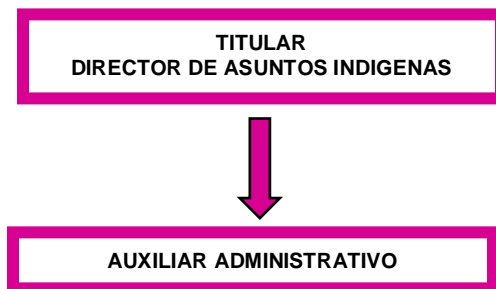 TITULAR
DIRECTOR DE ASUNTOS INDIGENAS
AUXILIAR ADMINISTRATIVO